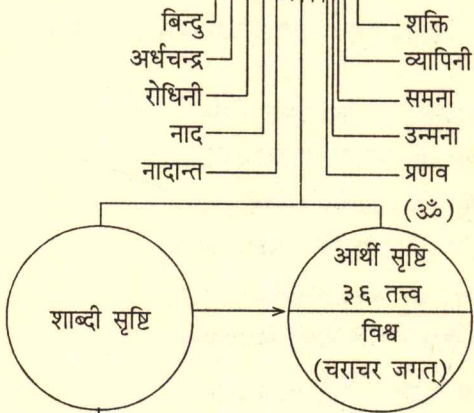 बिन्दु
शक्ति
अर्धचन्द्र
व्यापिनी
रोधिनी
समना
नाद
उन्मना
नादान्त
प्रणव
(ॐ)
शाब्दी सृष्टि
आर्थी सृष्टि
३६ तत्त्व
विश्व
(चराचर जगत्)